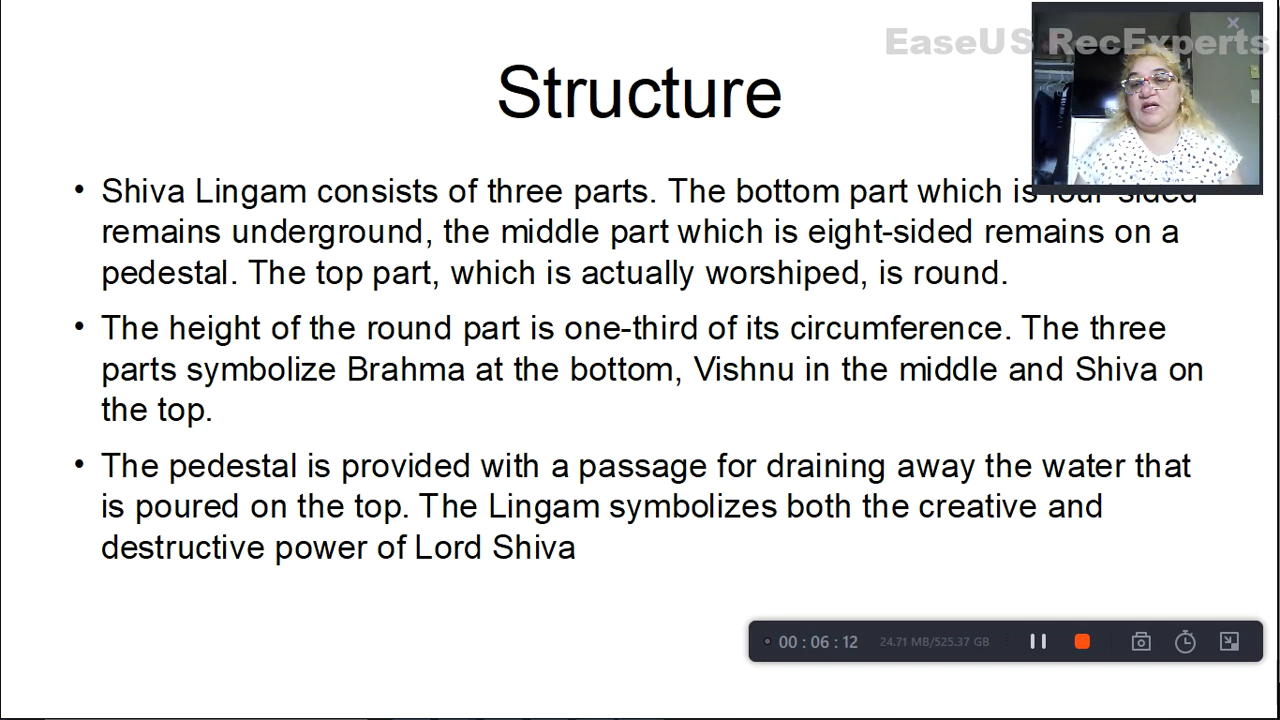 EaseUS RecExperts
Structure
• Shiva Lingam consists of three parts. The bottom part which is four-sided
remains underground, the middle part which is eight-sided remains on a
pedestal. The top part, which is actually worshiped, is round.
• The height of the round part is one-third of its circumference. The three
parts symbolize Brahma at the bottom, Vishnu in the middle and Shiva on
the top.
• The pedestal is provided with a passage for draining away the water that
is poured on the top. The Lingam symbolizes both the creative and
destructive power of Lord Shiva
00 : 06 : 12 24.71 MB/525.37 GB